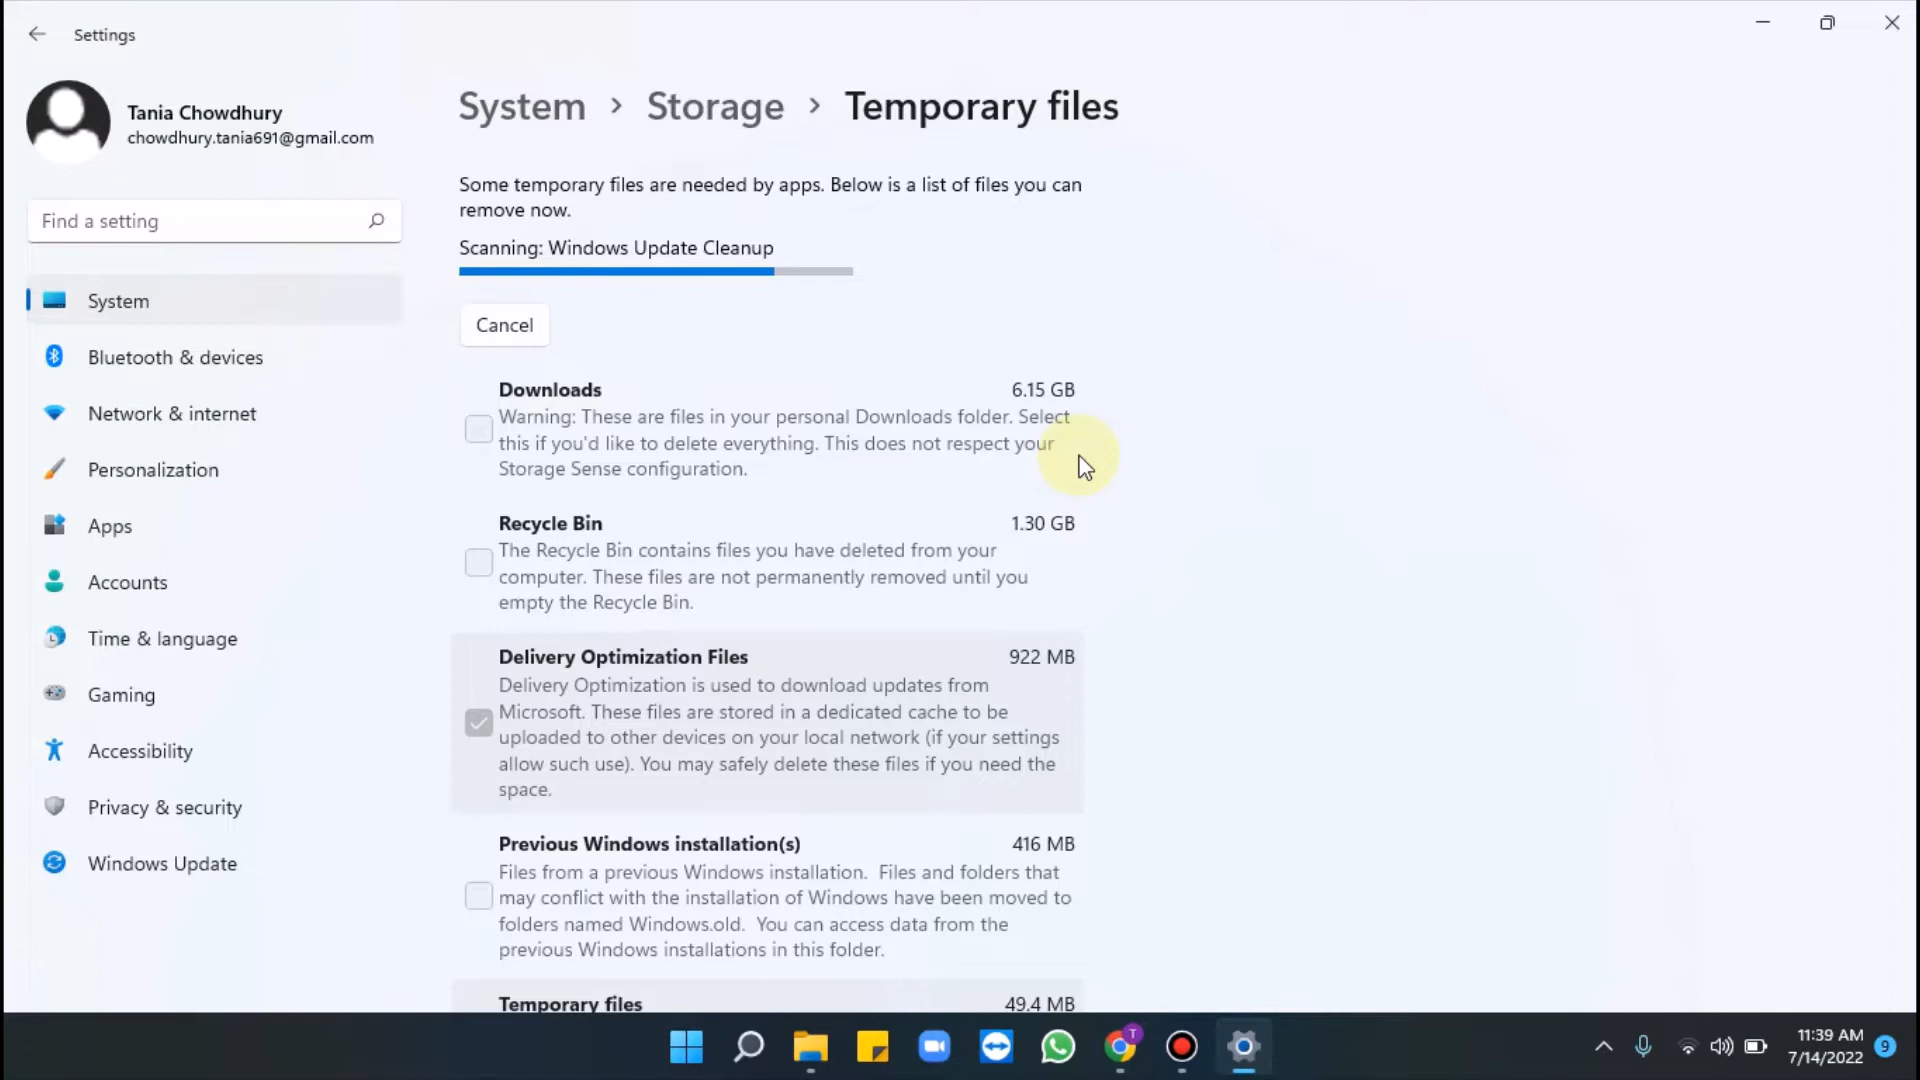 Settings
Tania Chowdhury
chowdhury.tania691@gmail.com
Find a setting
System
Bluetooth & devices
Network & internet
Personalization
Apps
Accounts
Time & language
Gaming
Accessibility
Privacy & security
Windows Update
System > Storage > Temporary files
Some temporary files are needed by apps. Below is a list of files you can
remove now.
Scanning: Windows Update Cleanup
Cancel
Downloads 6.15 GB
Warning: These are files in your personal Downloads folder. Select
this if you'd like to delete everything. This does not respect your
Storage Sense configuration.
Recycle Bin 1.30 GB
The Recycle Bin contains files you have deleted from your
computer. These files are not permanently removed until you
empty the Recycle Bin.
Delivery Optimization Files 922 MB
Delivery Optimization is used to download updates from
Microsoft. These files are stored in a dedicated cache to be
uploaded to other devices on your local network (if your settings
allow such use). You may safely delete these files if you need the
space.
Previous Windows installation(s) 416 MB
Files from a previous Windows installation.  Files and folders that
may conflict with the installation of Windows have been moved to
folders named Windows.old.  You can access data from the
previous Windows installations in this folder.
Temporary files 49.4 MB
T
11:39 AM
7/14/2022
9